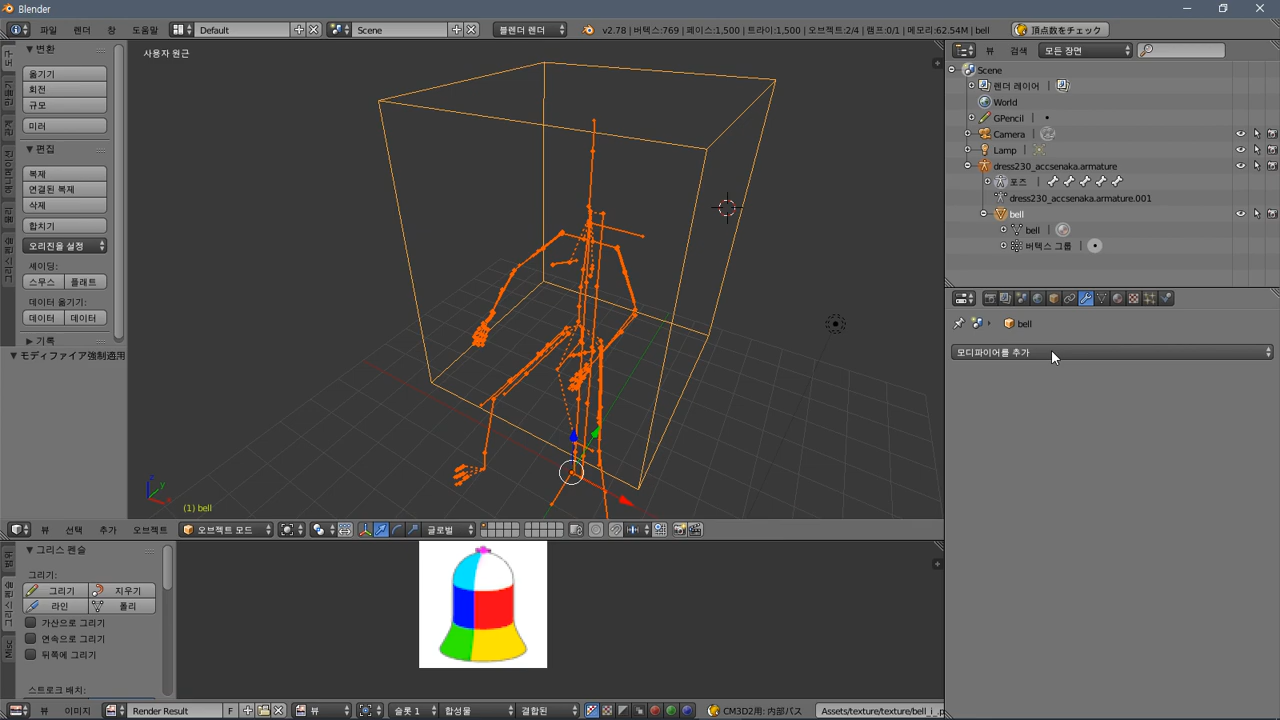 Blender
파일 렌더 창 도움말 Default Scene 블렌더 렌더 v2.78 | 버텍스:769 | 페이스:1,500 | 트라이:1,500 | 오브젝트:2/4 | 램프:0/1 | 메모리:62.54M | bell 頂点数をチェック
변환
옮기기
회전
규모
미러
편집
복제
연결된 복제
삭제
합치기
오리진을 설정
셰이딩:
스무스 플래트
데이터 옮기기:
데이터 데이터
기록
モディファイア強制適用
사용자 원근
(1) bell
뷰 선택 추가 오브젝트 오브젝트 모드 글로벌
그리스 펜슬
그리기:
그리기 지우기
라인 폴리
가산으로 그리기
연속으로 그리기
뒤쪽에 그리기
스트로크 배치:
Misc
뷰 이미지 Render Result F 뷰 슬롯 1 합성물 결합된 CM3D2用: 内部パス Assets/texture/texture/bell_i_.p
뷰 검색 모든 장면
Scene
렌더 레이어
World
GPencil
Camera
Lamp
dress230_accsenaka.armature
포즈
dress230_accsenaka.armature.001
bell
bell
버텍스 그룹
bell
모디파이어를 추가